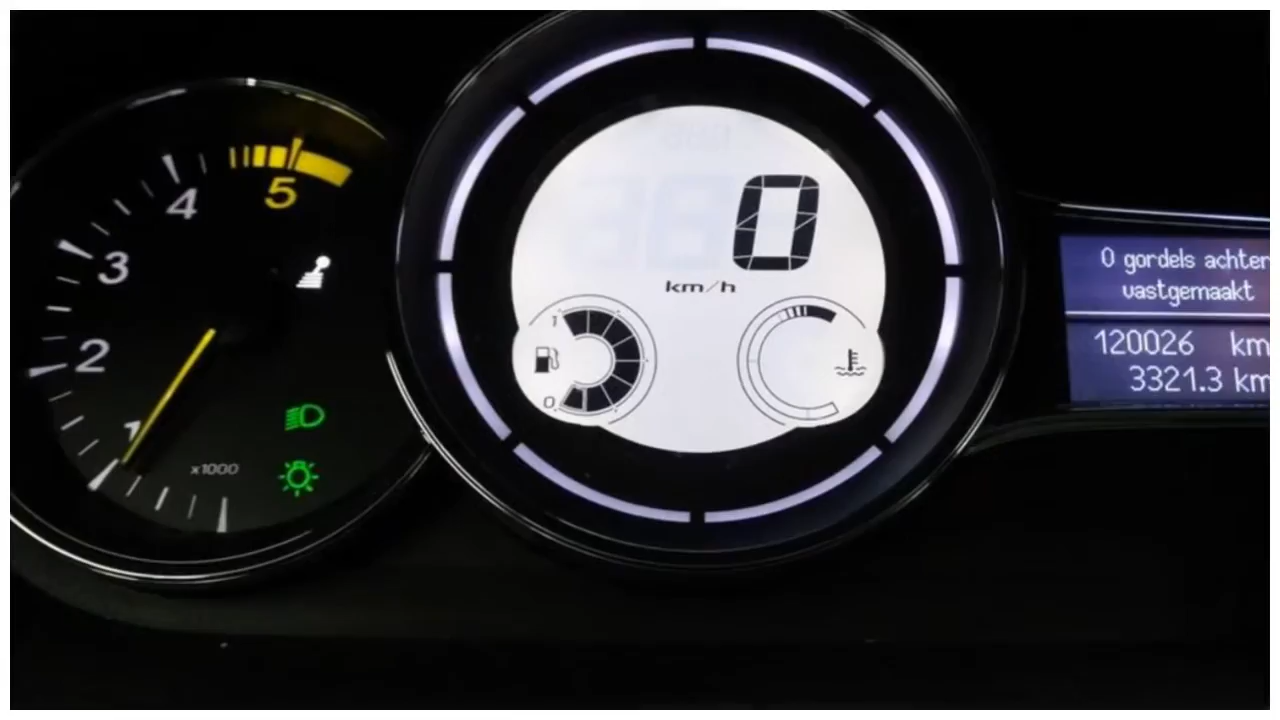 5
4
3
2
1
x1000
0
km/h
1
0
0 gordels achter
vastgemaakt
120026 km
3321.3 km